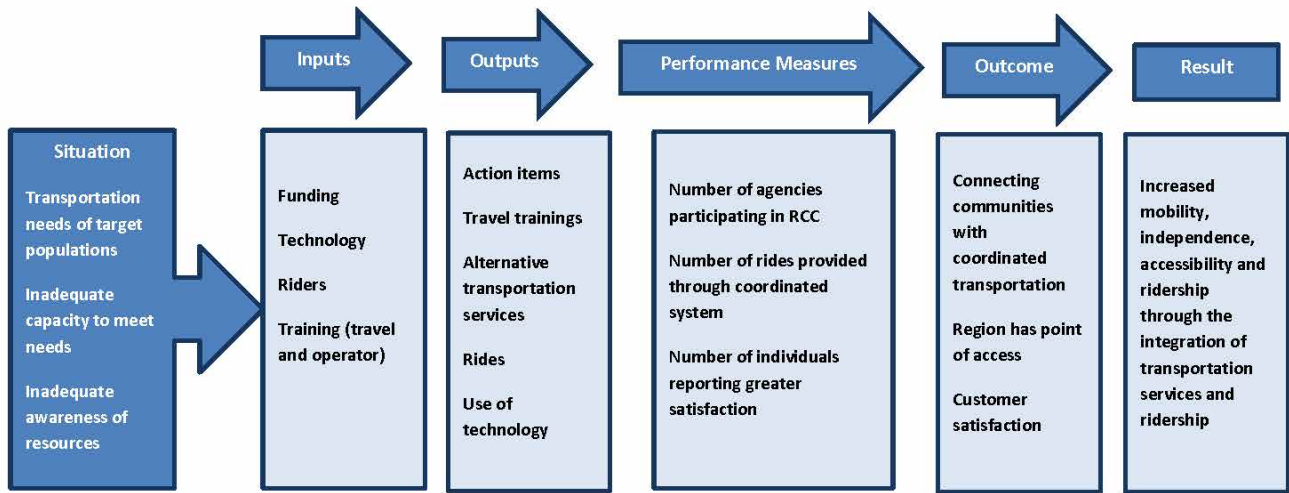 Inputs
Outputs
Performance Measures
Outcome
Result
Situation
Transportation
needs of target
populations
Inadequate
capacity to meet
needs
Inadequate
awareness of
resources
Funding
Technology
Riders
Training (travel
and operator)
Action items
Travel trainings
Alternative
transportation
services
Rides
Use of
technology
Number of agencies
participating in RCC
Number of rides provided
through coordinated
system
Number of individuals
reporting greater
satisfaction
Connecting
communities
with
coordinated
transportation
Region has point
of access
Customer
satisfaction
Increased
mobility,
independence,
accessibility and
ridership
through the
integration of
transportation
services and
ridership